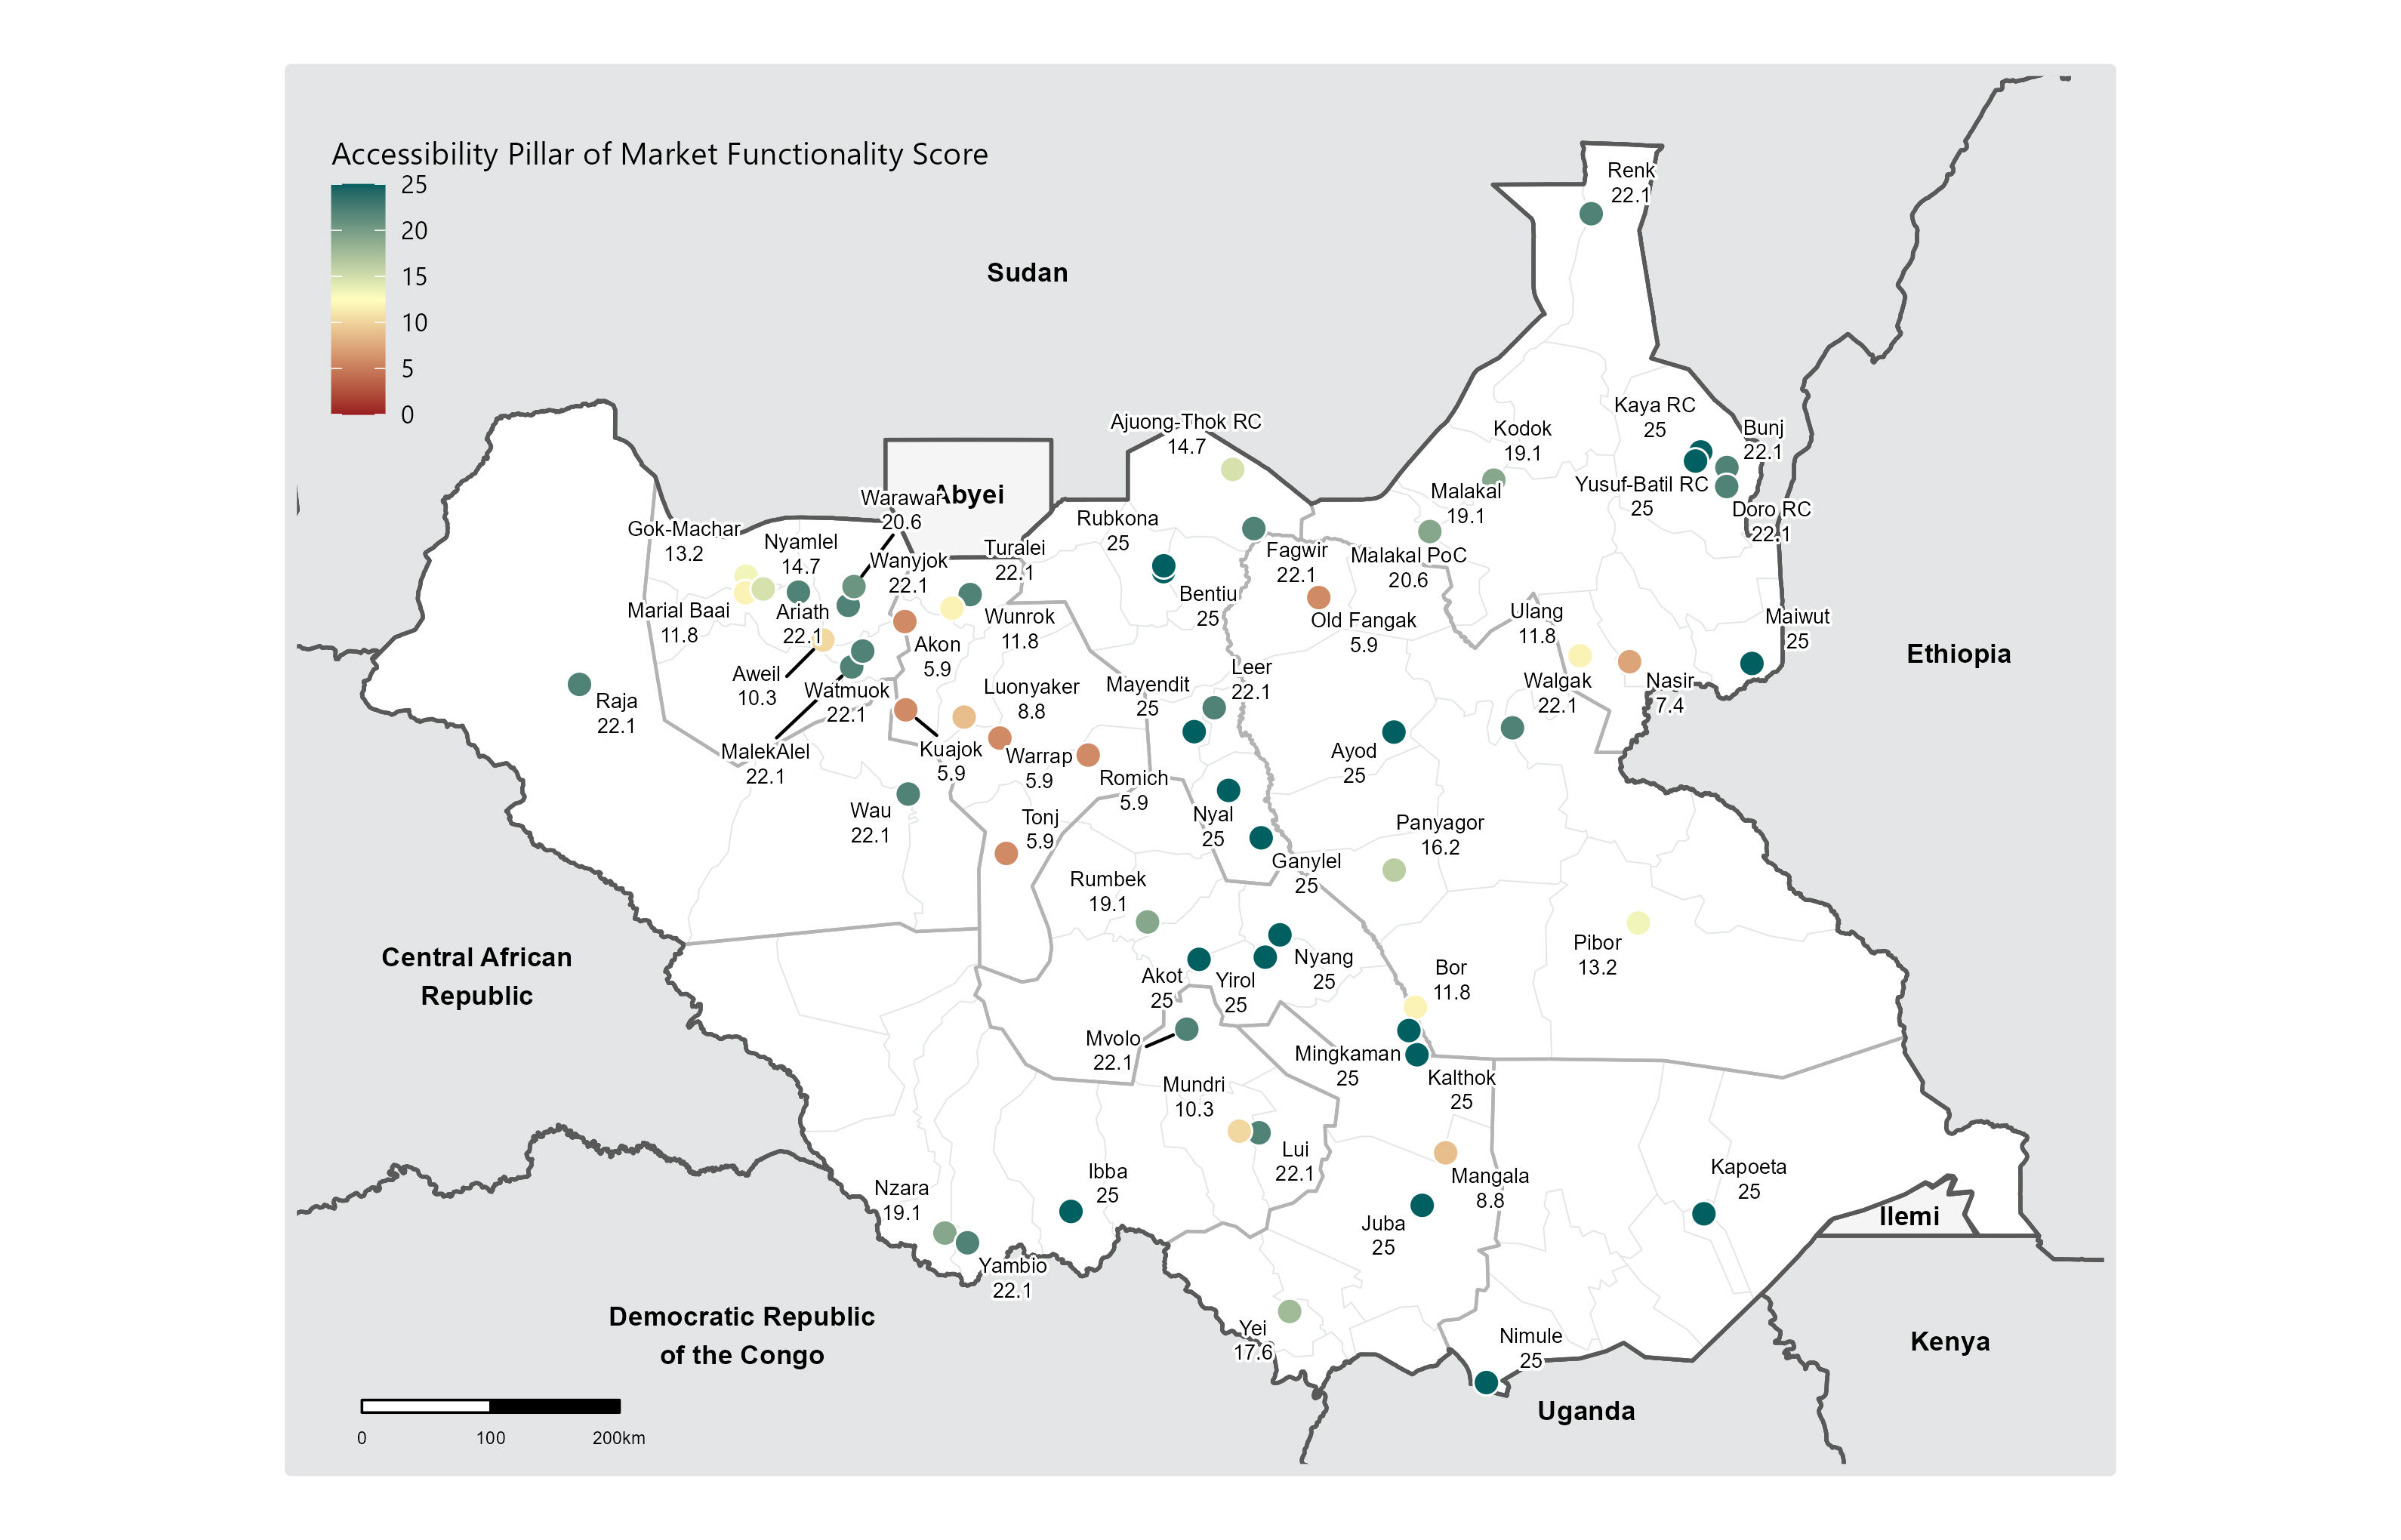 Accessibility Pillar of Market Functionality Score
25
20
15
10
5
0
Sudan
Renk
22.1
Kaya RC
25
Bunj
22.1
Kodok
19.1
Ajuong-Thok RC
14.7
Malakal
19.1
Yusuf-Batil RC
25
Doro RC
22.1
Abyei
Warawar
20.6
Gok-Machar
13.2
Nyamlel
14.7
Wanyjok
22.1
Turalei
22.1
Rubkona
25
Fagwir
22.1
Malakal PoC
20.6
Marial Baai
11.8
Ariath
22.1
Wunrok
11.8
Bentiu
25
Old Fangak
5.9
Ulang
11.8
Maiwut
25
Ethiopia
Akon
5.9
Aweil
10.3
Watmuok
22.1
Luonyaker
8.8
Mayendit
25
Leer
22.1
Walgak
22.1
Nasir
7.4
Raja
22.1
MalekAlel
22.1
Kuajok
5.9
Warrap
5.9
Romich
5.9
Ayod
25
Wau
22.1
Tonj
5.9
Nyal
25
Panyagor
16.2
Ganylel
25
Rumbek
19.1
Central African
Republic
Akot
25
Yirol
25
Nyang
25
Bor
11.8
Pibor
13.2
Mvolo
22.1
Mingkaman
25
Kalthok
25
Mundri
10.3
Lui
22.1
Mangala
8.8
Kapoeta
25
Ilemi
Nzara
19.1
Ibba
25
Juba
25
Yambio
22.1
Democratic Republic
of the Congo
Yei
17.6
Nimule
25
Kenya
Uganda
0
100
200km